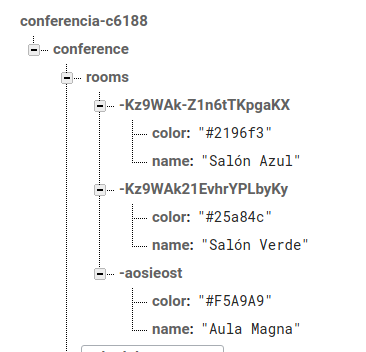 conferencia-c6188
conference
rooms
-Kz9WAk-Z1n6tTKpgaKX
color: "#2196f3"
name: "Salón Azul"
-Kz9WAk21EvhrYPLbyKy
color: "#25a84c"
name: "Salón Verde"
-aosieost
color: "#F5A9A9"
name: "Aula Magna"